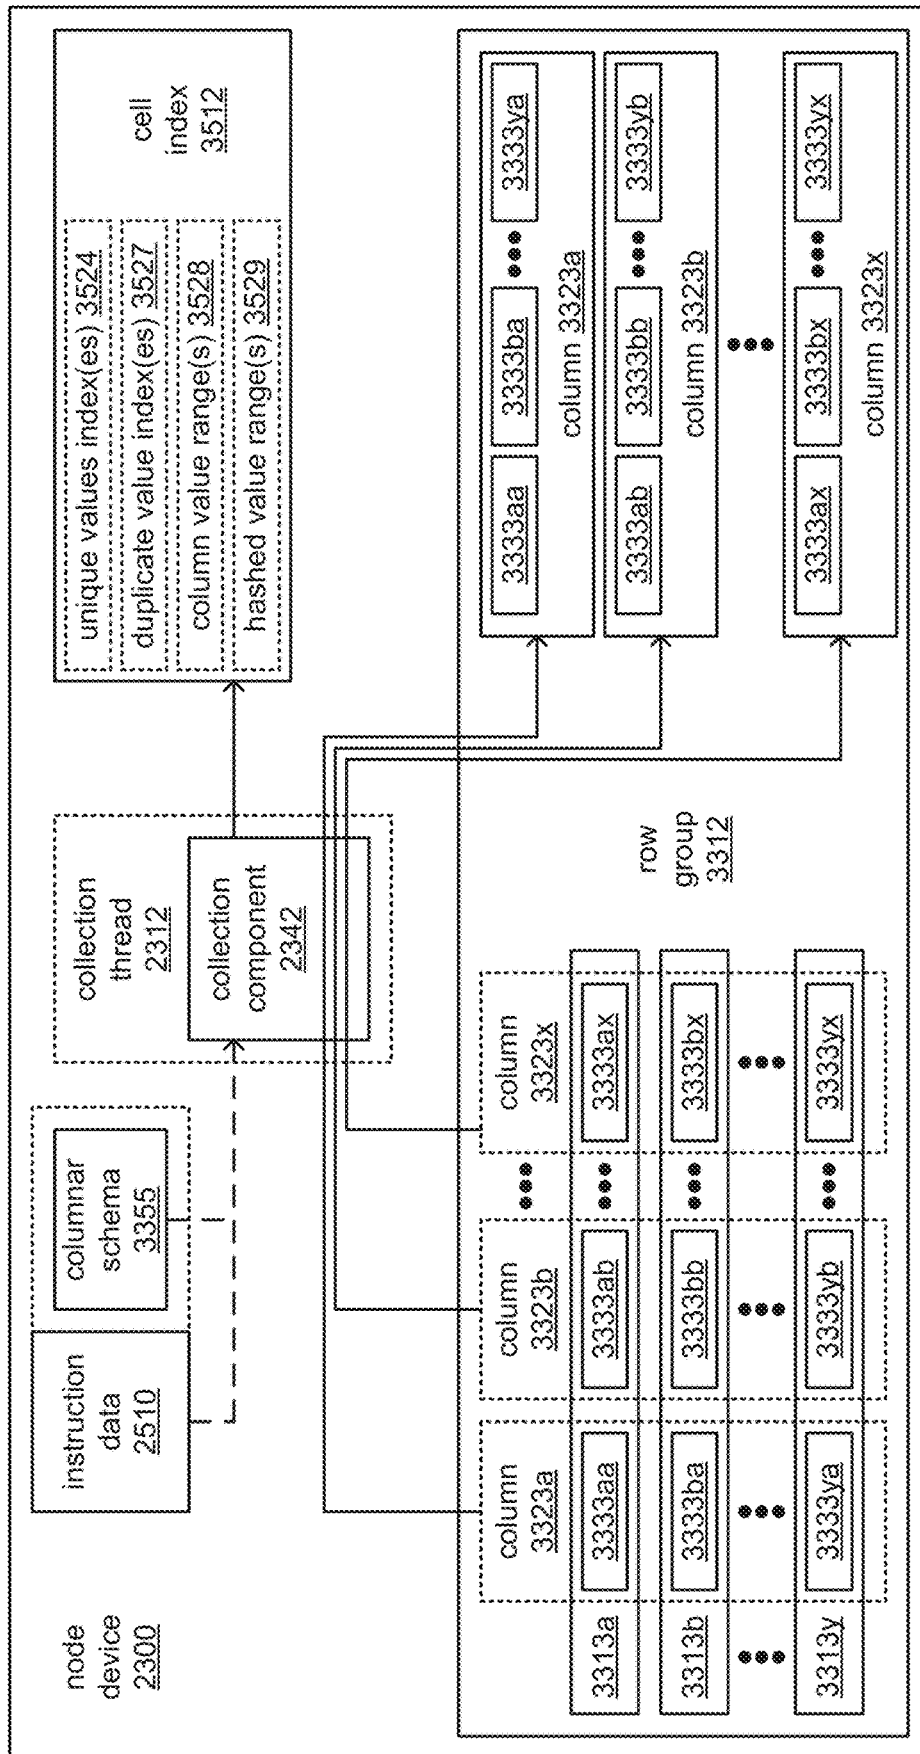 node
device
2300
instruction
data
2510
columnar
schema
3355
collection
thread
2312
collection
component
2342
unique values index(es) 3524
duplicate value index(es) 3527
column value range(s) 3528
hashed value range(s) 3529
cell
index
3512
column
3323a
column
3323b
column
3323x
3313a
3333aa
3333ab
3333ax
3313b
3333ba
3333bb
3333bx
3313y
3333ya
3333yb
3333yx
row
group
3312
3333aa
3333ba
3333ya
column 3323a
3333ab
3333bb
3333yb
column 3323b
3333ax
3333bx
3333yx
column 3323x